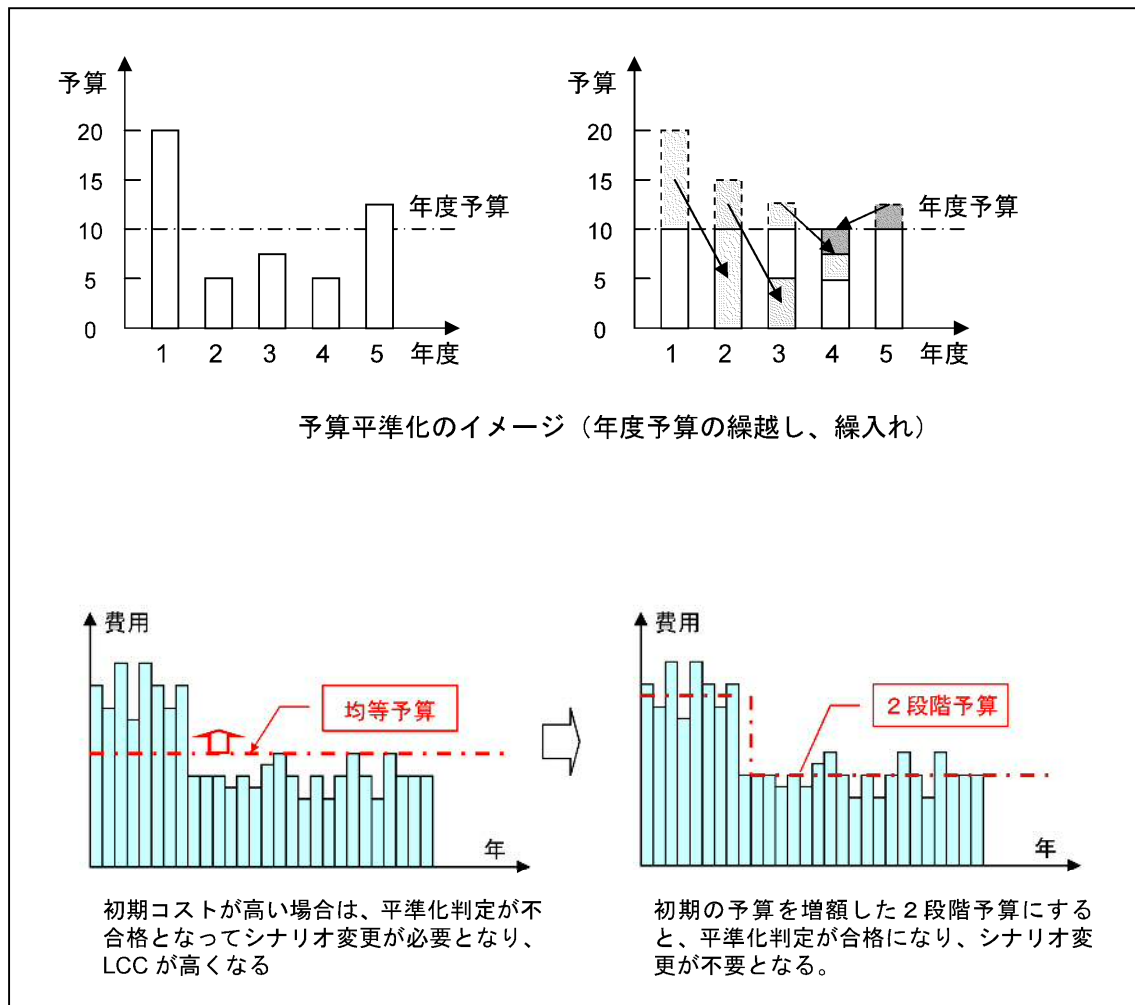 予算
20
15
10
5
0
年度予算
1 2 3 4 5 年度
予算
20
15
10
5
0
年度予算
1 2 3 4 5 年度
予算平準化のイメージ（年度予算の繰越し、繰入れ）
費用
均等予算
年
初期コストが高い場合は、平準化判定が不
合格となってシナリオ変更が必要となり、
LCC が高くなる
費用
２段階予算
年
初期の予算を増額した２段階予算にする
と、平準化判定が合格になり、シナリオ変
更が不要となる。